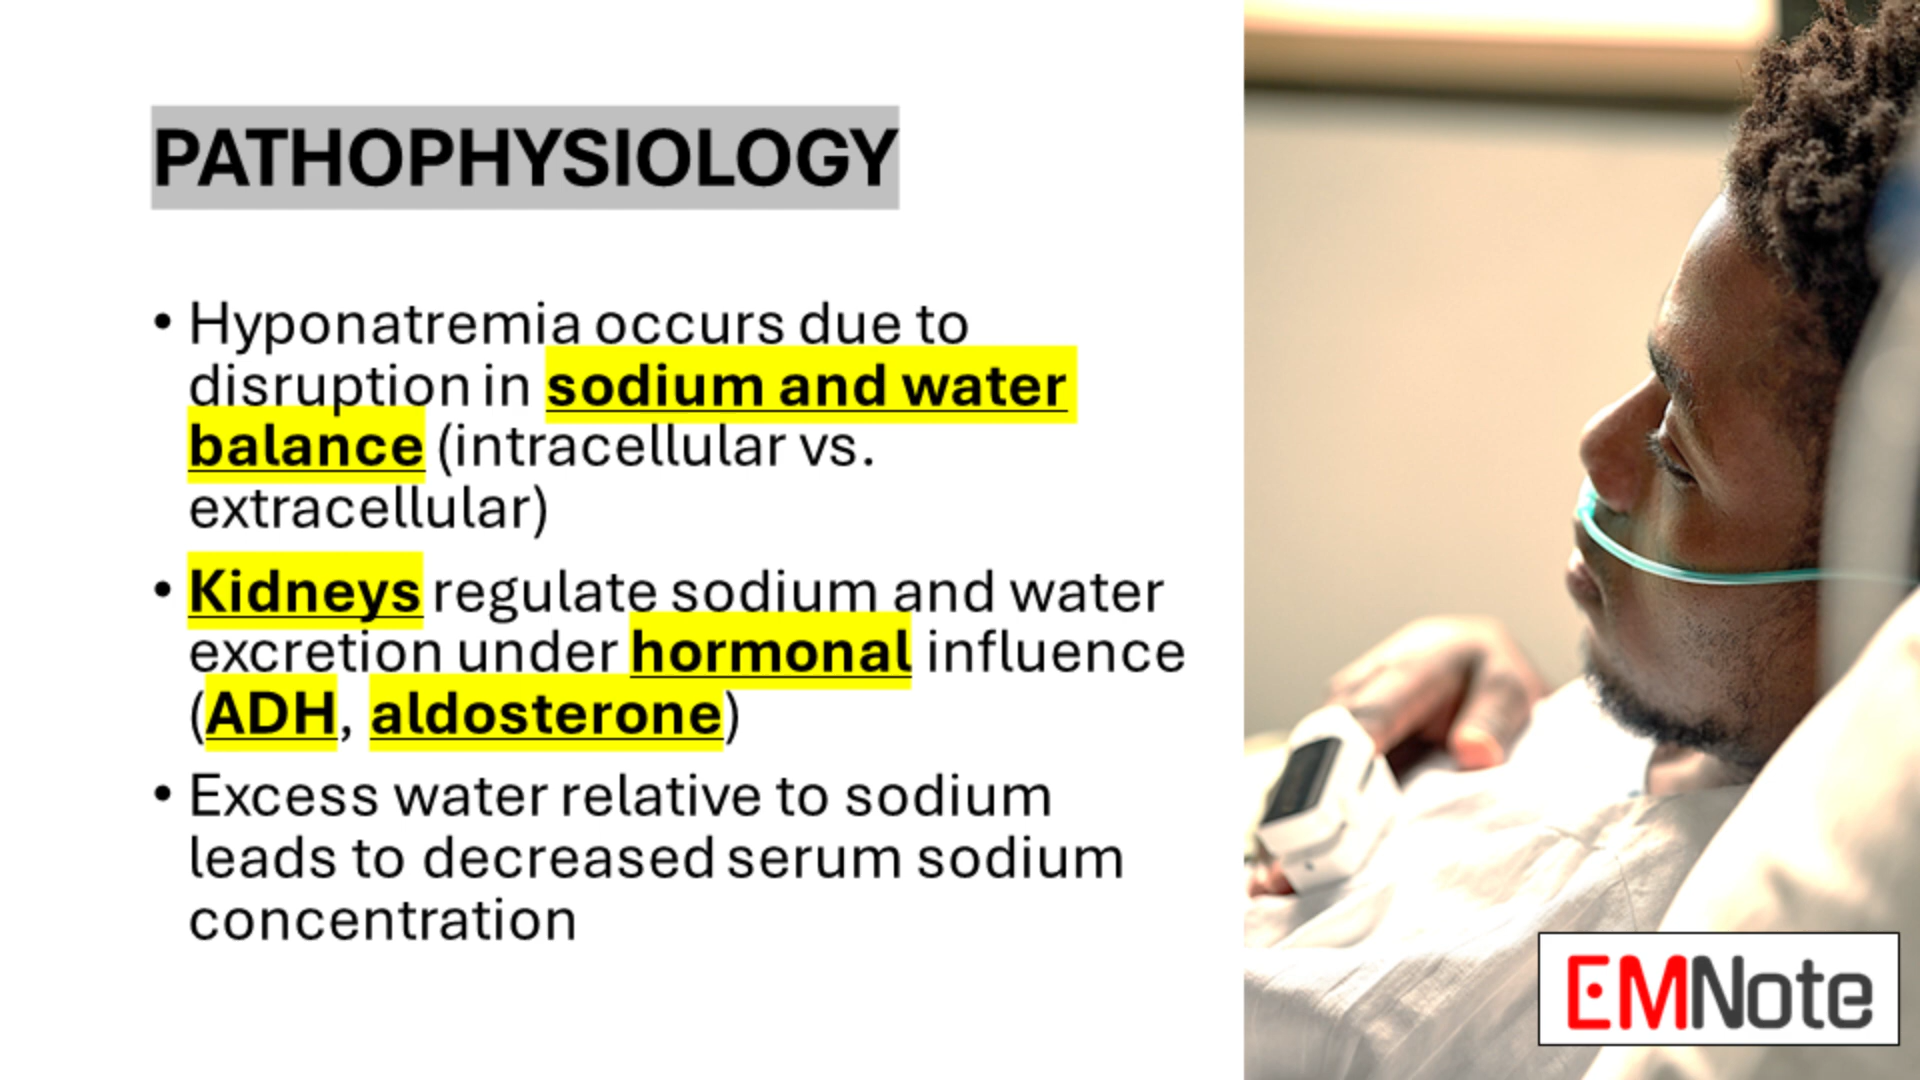 PATHOPHYSIOLOGY
• Hyponatremia occurs due to
disruption in sodium and water
balance (intracellular vs.
extracellular)
• Kidneys regulate sodium and water
excretion under hormonal influence
(ADH, aldosterone)
• Excess water relative to sodium
leads to decreased serum sodium
concentration
EMNote